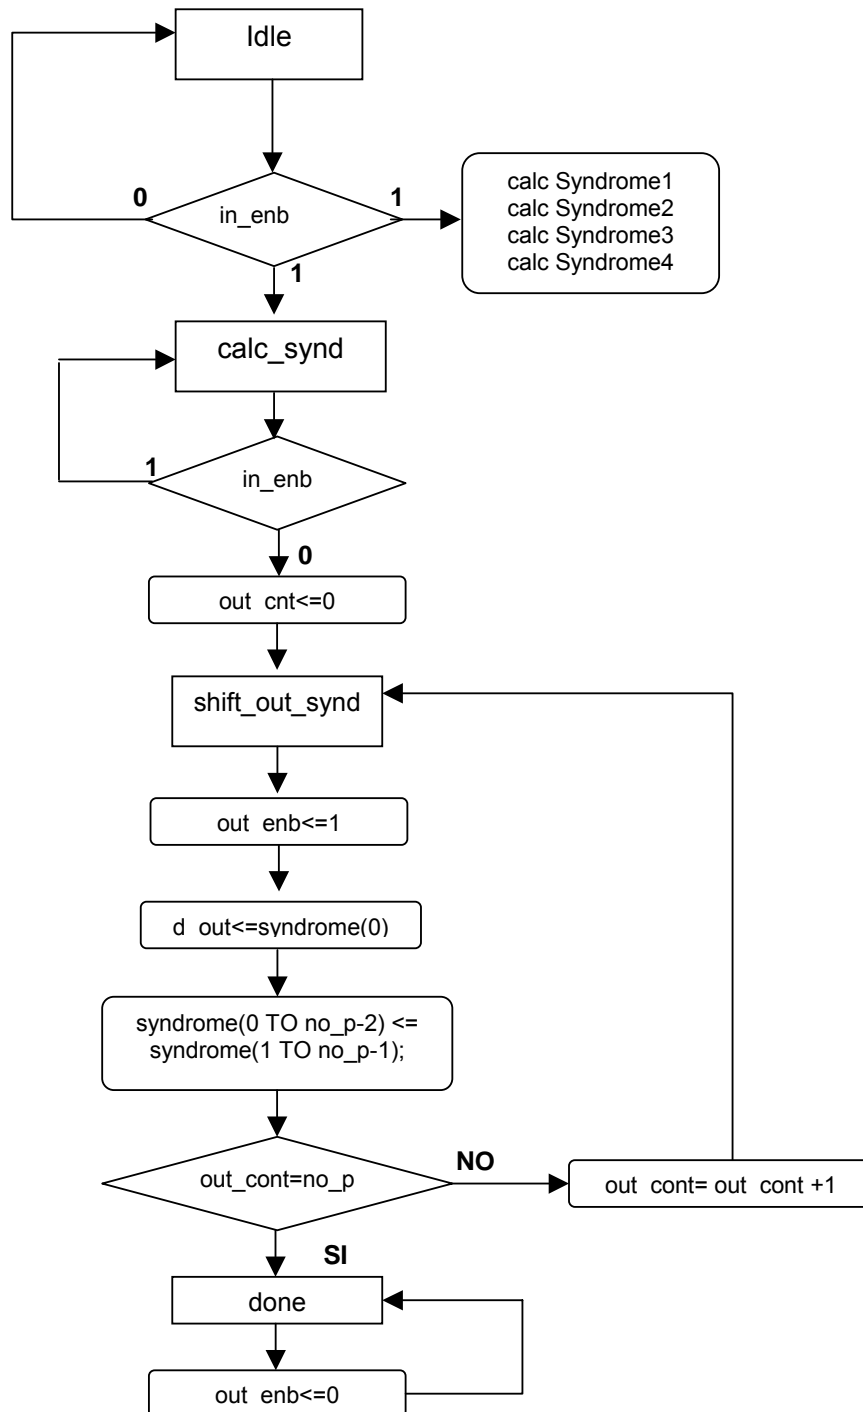 Idle
0
in_enb
1
calc Syndrome1
calc Syndrome2
calc Syndrome3
calc Syndrome4
1
calc_synd
1
in_enb
0
out cnt<=0
shift_out_synd
out enb<=1
d out<=syndrome(0)
syndrome(0 TO no_p-2) <=
syndrome(1 TO no_p-1);
out_cont=no_p
NO
out cont= out cont +1
SI
done
out enb<=0